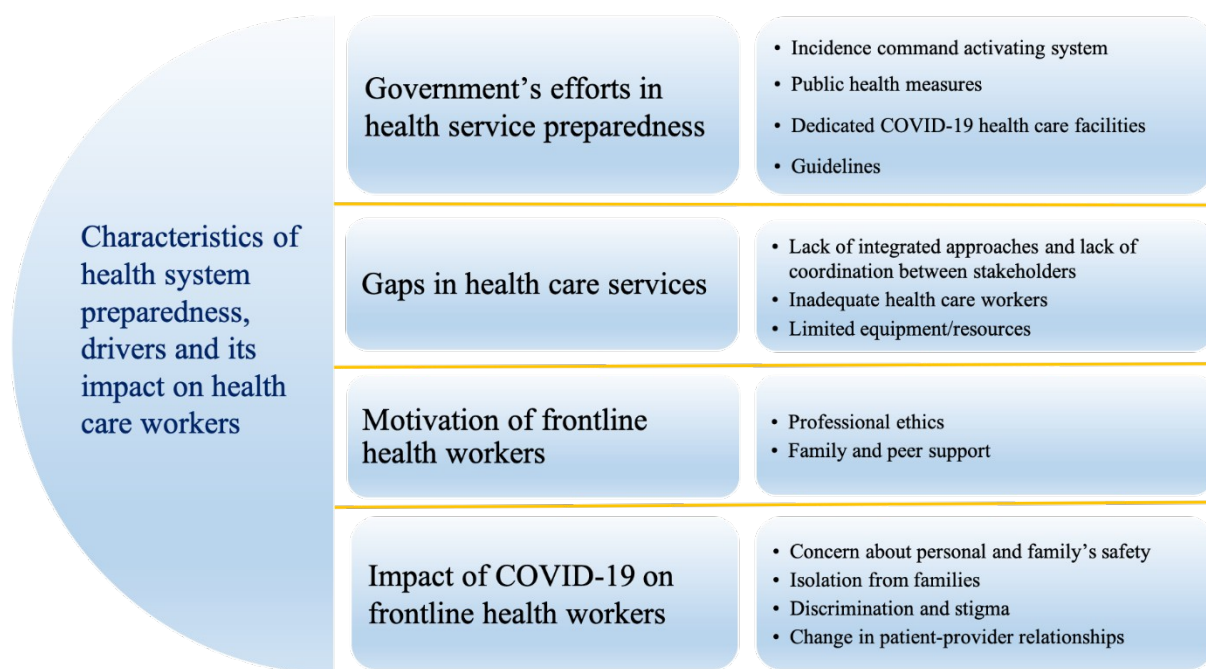 Characteristics of
health system
preparedness,
drivers and its
impact on health
care workers
Government's efforts in
health service preparedness
• Incidence command activating system
• Public health measures
• Dedicated COVID-19 health care facilities
• Guidelines
Gaps in health care services
• Lack of integrated approaches and lack of
coordination between stakeholders
• Inadequate health care workers
• Limited equipment/resources
Motivation of frontline
health workers
• Professional ethics
• Family and peer support
Impact of COVID-19 on
frontline health workers
• Concern about personal and family's safety
• Isolation from families
• Discrimination and stigma
• Change in patient-provider relationships